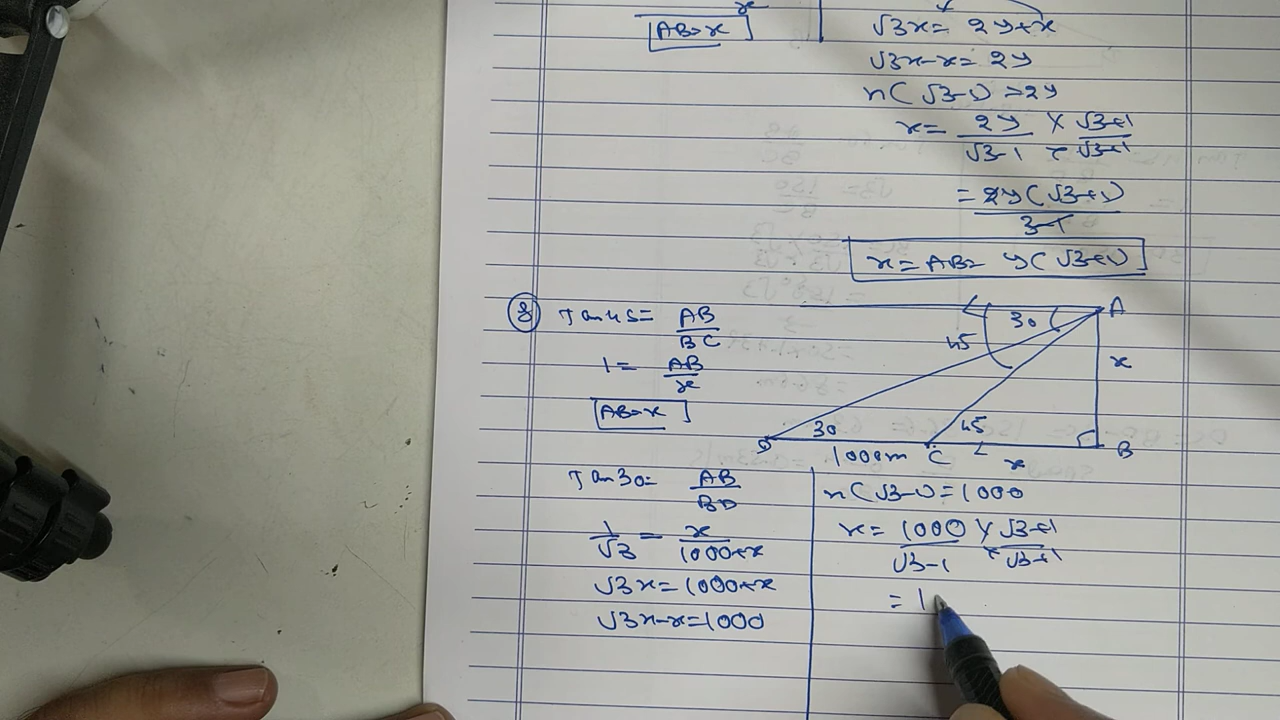 AB=x
√3x = 2y+x
√3x-x = 2y
x(√3-1) = 2y
x = 2y/√3-1 × √3+1/√3+1
= 2y(√3+1)/3-1
x = AB = y(√3+1)
8 Tan45 = AB/BC
1 = AB/x
AB=x
A
30
45
x
30
45
D
1000m
C
x
B
Tan30 = AB/BD
1/√3 = x/1000+x
√3x = 1000+x
√3x-x = 1000
x(√3-1) = 1000
x = 1000/√3-1 × √3+1/√3+1
= 1